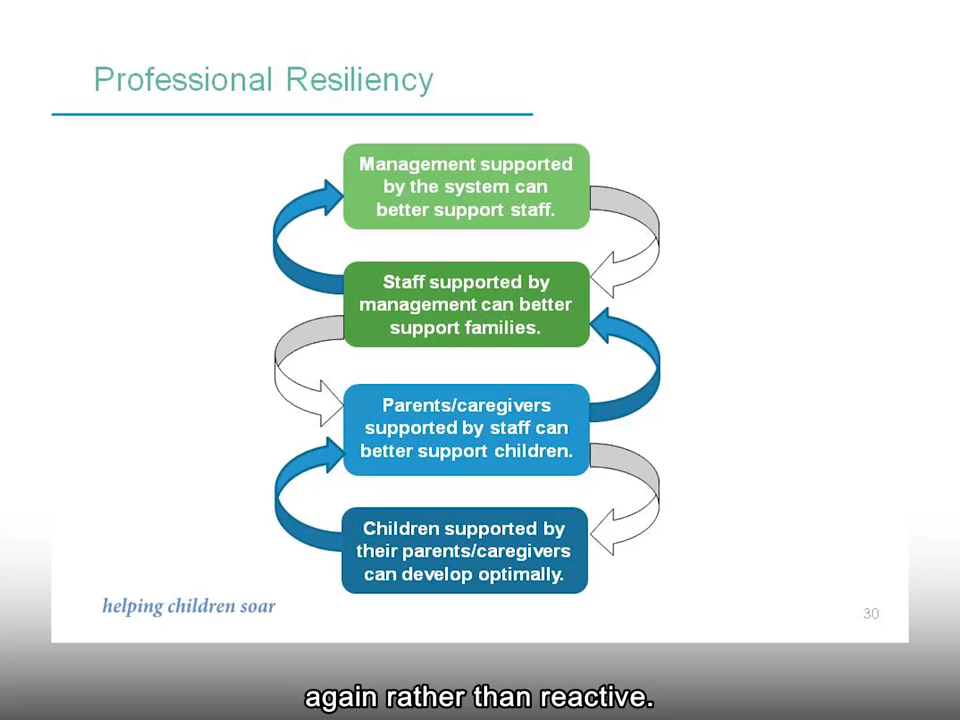 Professional Resiliency
Management supported
by the system can
better support staff.
Staff supported by
management can better
support families.
Parents/caregivers
supported by staff can
better support children.
Children supported by
their parents/caregivers
can develop optimally.
helping children soar
30
again rather than reactive.